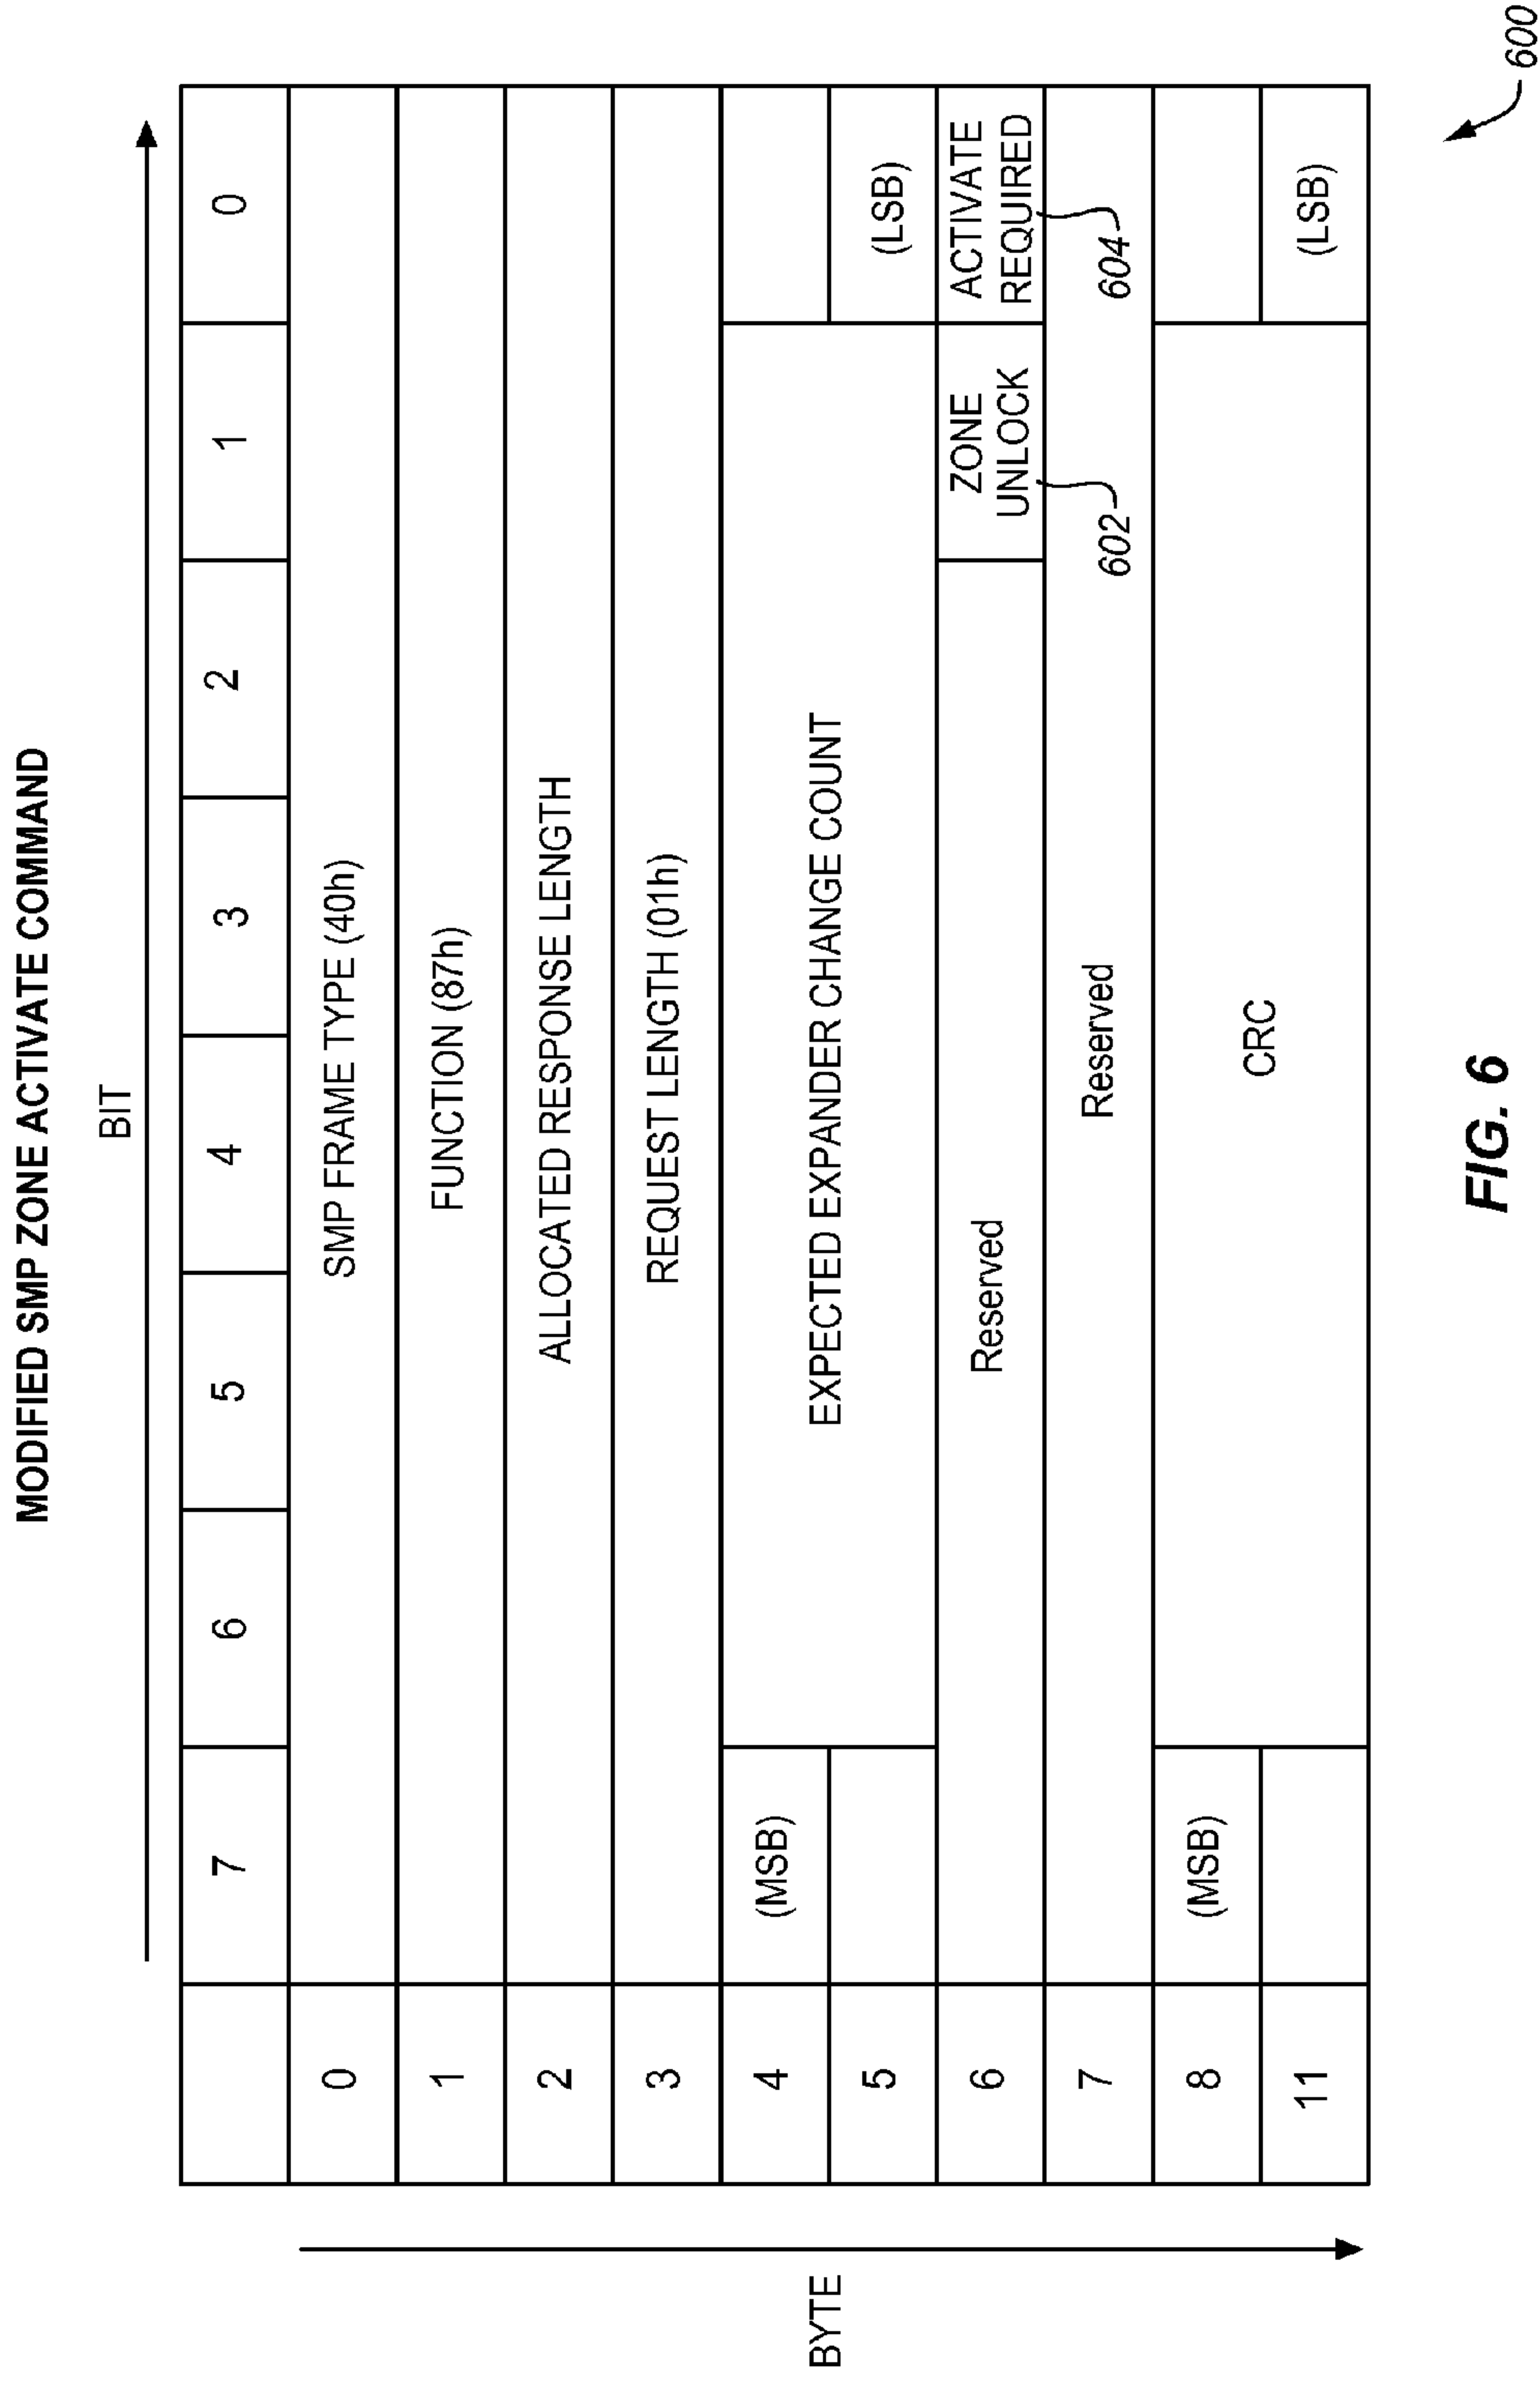 MODIFIED SMP ZONE ACTIVATE COMMAND
BIT
BYTE
7 6 5 4 3 2 1 0
0 SMP FRAME TYPE (40h)
1 FUNCTION (87h)
2 ALLOCATED RESPONSE LENGTH
3 REQUEST LENGTH (01h)
4 (MSB)
EXPECTED EXPANDER CHANGE COUNT
5 (LSB)
6 Reserved ZONE UNLOCK ACTIVATE REQUIRED
7 Reserved 602 604
8 (MSB)
CRC
11 (LSB)
600
FIG. 6